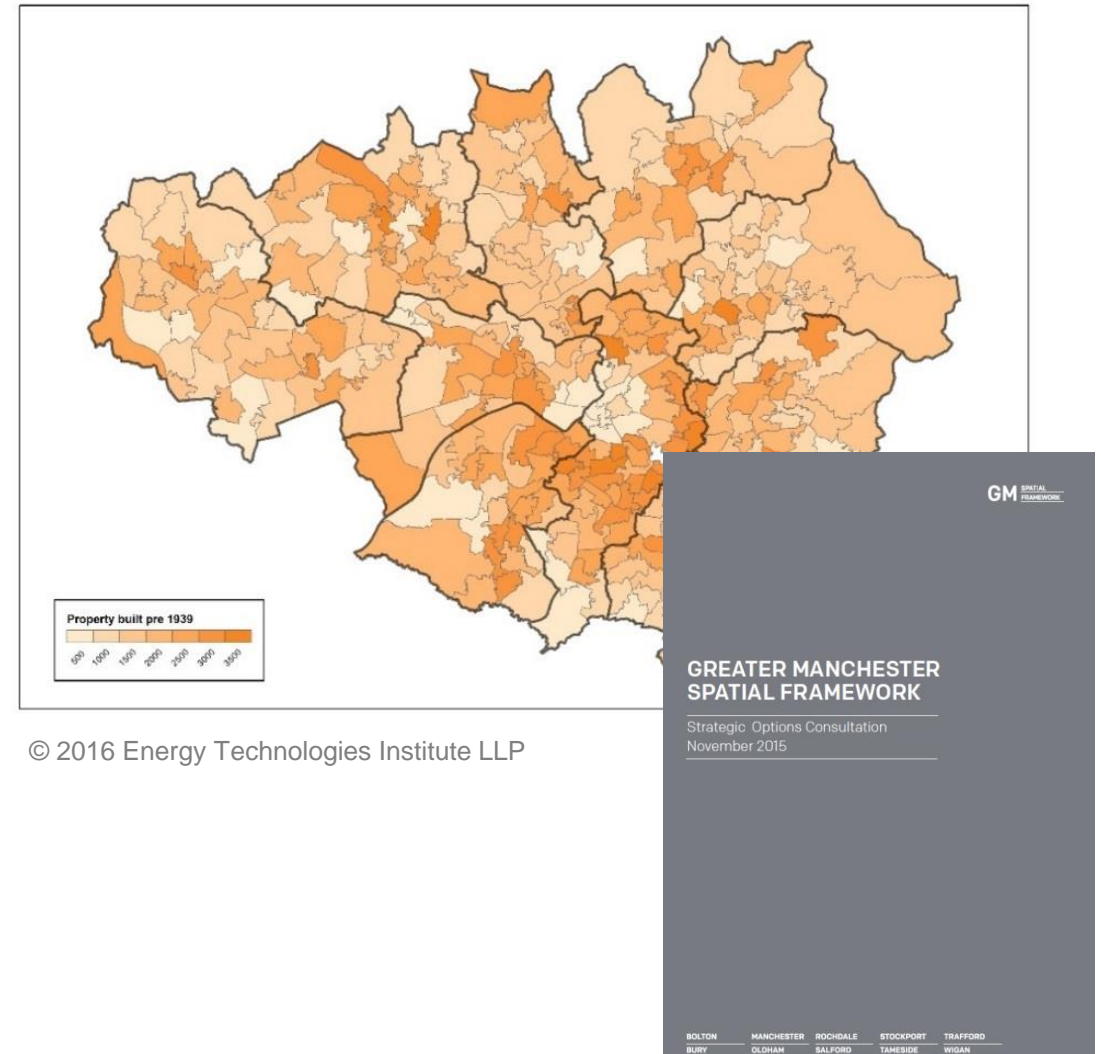 Property built pre 1939
500 1000 1500 2000 2500 3000 3500
© 2016 Energy Technologies Institute LLP
GM SPATIAL
FRAMEWORK
GREATER MANCHESTER
SPATIAL FRAMEWORK
Strategic Options Consultation
November 2015
BOLTON MANCHESTER ROCHDALE STOCKPORT TRAFFORD
BURY OLDHAM SALFORD TAMESIDE WIGAN